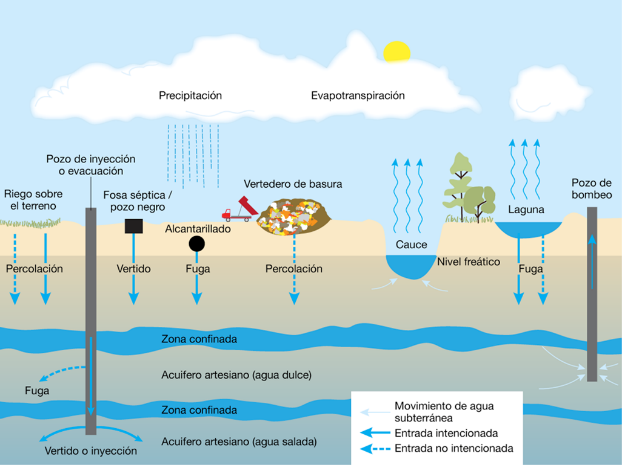 Precipitación
Evapotranspiración
Pozo de inyección
o evacuación
Riego sobre
el terreno
Fosa séptica /
pozo negro
Vertedero de basura
Alcantarillado
Cauce
Laguna
Pozo de
bombeo
Nivel freático
Percolación
Vertido
Fuga
Percolación
Fuga
Zona confinada
Acuifero artesiano (agua dulce)
Fuga
Zona confinada
Vertido o inyección
Acuifero artesiano (agua salada)
Movimiento de agua
subterránea
Entrada intencionada
Entrada no intencionada